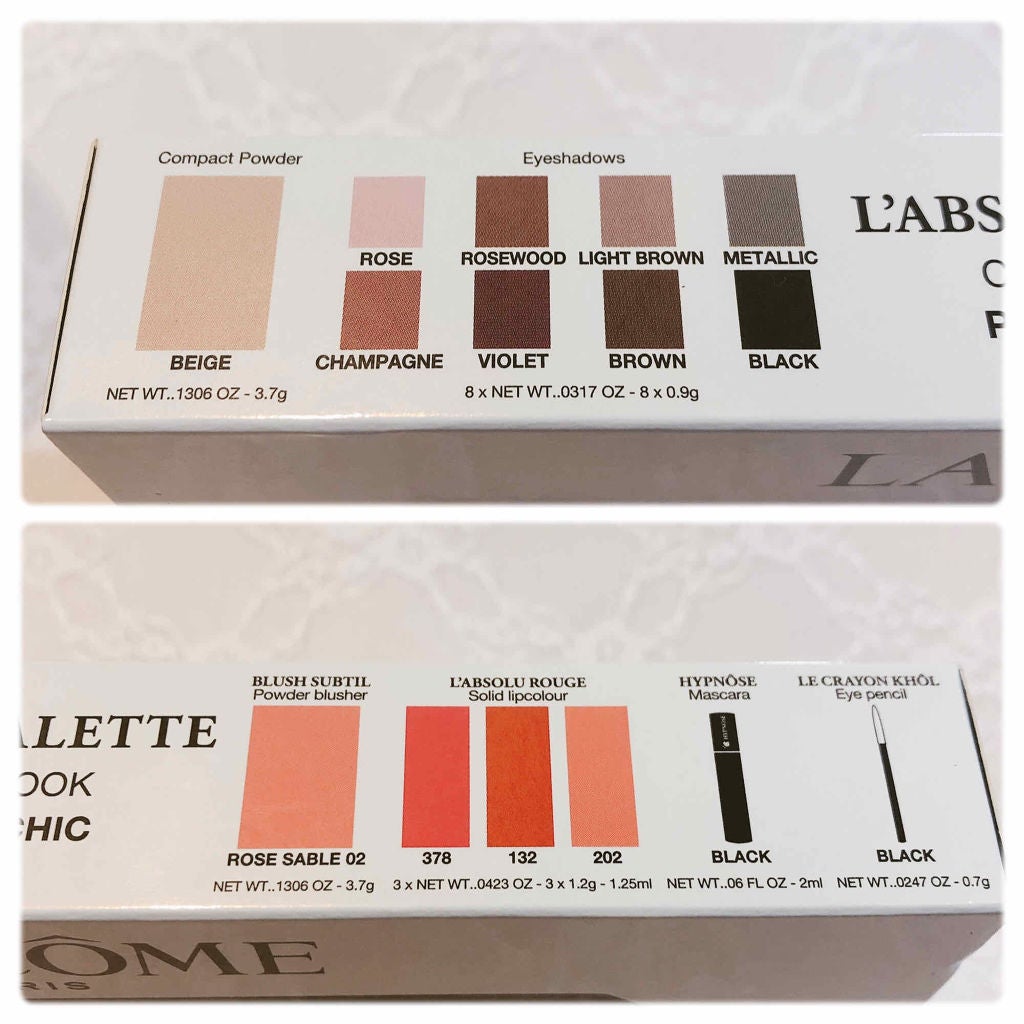 Compact Powder
Eyeshadows
L'ABS
ROSE
ROSEWOOD
LIGHT BROWN
METALLIC
CHAMPAGNE
VIOLET
BROWN
BLACK
BEIGE
NET WT..1306 OZ - 3.7g
8 x NET WT..0317 OZ - 8 x 0.9g
LA
BLUSH SUBTIL
Powder blusher
L'ABSOLU ROUGE
Solid lipcolour
HYPNÔSE
Mascara
LE CRAYON KHÔL
Eye pencil
ALETTE
OOK
CHIC
HYPNÔSE
ROSE SABLE 02
378
132
202
BLACK
BLACK
NET WT..1306 OZ - 3.7g
3 x NET WT..0423 OZ - 3 x 1.2g - 1.25ml
NET WT..06 FL OZ - 2ml
NET WT..0247 OZ - 0.7g
ÔME
RIS